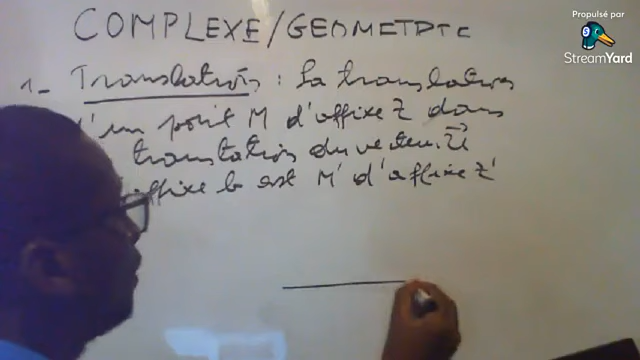 COMPLEXE/GEOMETRIE
1- Translation : La translation
d'un point M d'affixe Z dans
translation du vecteur u
affixe b est M' d'affixe Z'
Propulsé par
StreamYard